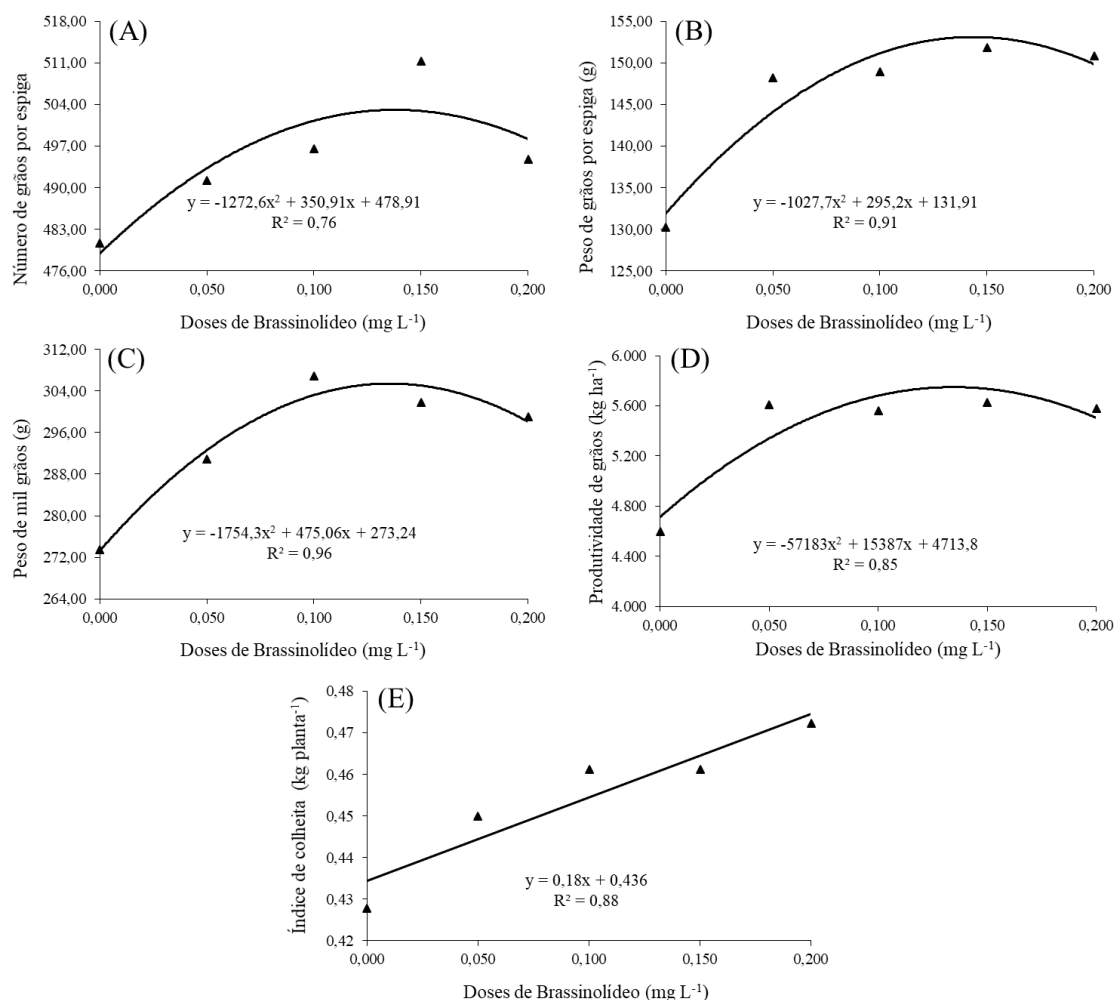 (A)
518,00
511,00
504,00
497,00
490,00
483,00
476,00
Número de grãos por espiga
y = -1272,6x² + 350,91x + 478,91
R² = 0,76
0,000 0,050 0,100 0,150 0,200
Doses de Brassinolídeo (mg L⁻¹)
(B)
155,00
150,00
145,00
140,00
135,00
130,00
125,00
Peso de grãos por espiga (g)
y = -1027,7x² + 295,2x + 131,91
R² = 0,91
0,000 0,050 0,100 0,150 0,200
Doses de Brassinolídeo (mg L⁻¹)
(C)
312,00
304,00
296,00
288,00
280,00
272,00
264,00
Peso de mil grãos (g)
y = -1754,3x² + 475,06x + 273,24
R² = 0,96
0,000 0,050 0,100 0,150 0,200
Doses de Brassinolídeo (mg L⁻¹)
(D)
6.000
5.600
5.200
4.800
4.400
4.000
Produtividade de grãos (kg ha⁻¹)
y = -57183x² + 15387x + 4713,8
R² = 0,85
0,000 0,050 0,100 0,150 0,200
Doses de Brassinolídeo (mg L⁻¹)
(E)
0,48
0,47
0,46
0,45
0,44
0,43
0,42
Índice de colheita (kg planta⁻¹)
y = 0,18x + 0,436
R² = 0,88
0,000 0,050 0,100 0,150 0,200
Doses de Brassinolídeo (mg L⁻¹)